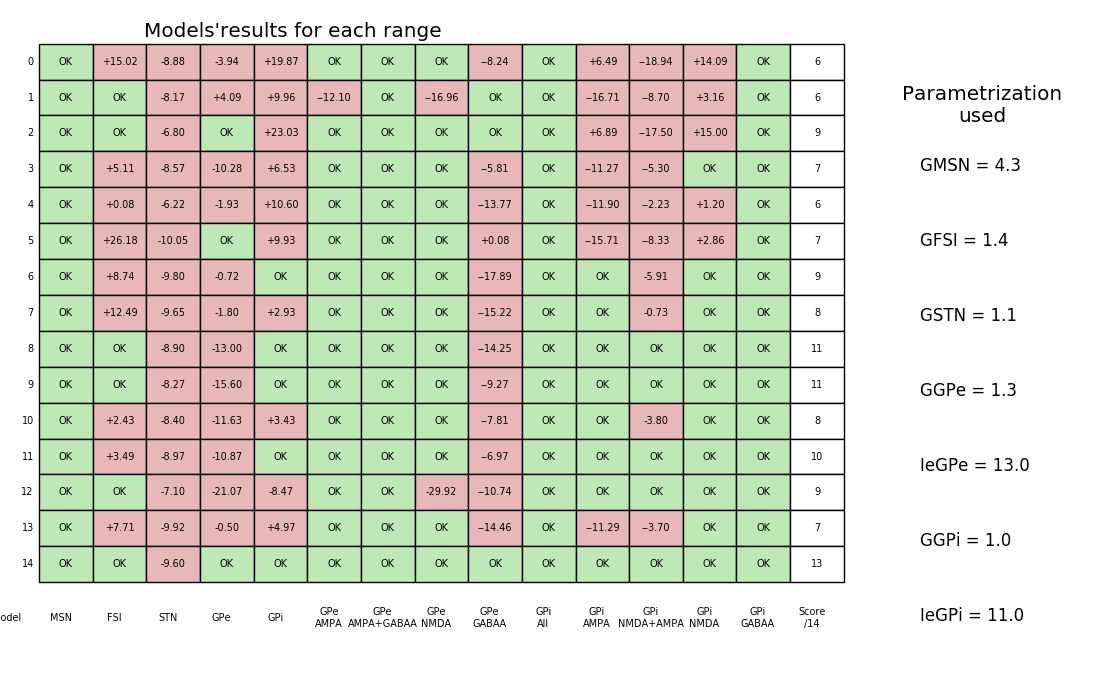 Models'results for each range
0 OK +15.02 -8.88 -3.94 +19.87 OK OK OK −8.24 OK +6.49 −18.94 +14.09 OK 6
1 OK OK -8.17 +4.09 +9.96 −12.10 OK −16.96 OK OK −16.71 −8.70 +3.16 OK 6
2 OK OK -6.80 OK +23.03 OK OK OK OK OK +6.89 −17.50 +15.00 OK 9
3 OK +5.11 -8.57 -10.28 +6.53 OK OK OK −5.81 OK −11.27 −5.30 OK OK 7
4 OK +0.08 -6.22 -1.93 +10.60 OK OK OK −13.77 OK −11.90 −2.23 +1.20 OK 6
5 OK +26.18 -10.05 OK +9.93 OK OK OK +0.08 OK −15.71 −8.33 +2.86 OK 7
6 OK +8.74 -9.80 -0.72 OK OK OK OK −17.89 OK OK -5.91 OK OK 9
7 OK +12.49 -9.65 -1.80 +2.93 OK OK OK −15.22 OK OK -0.73 OK OK 8
8 OK OK -8.90 -13.00 OK OK OK OK −14.25 OK OK OK OK OK 11
9 OK OK -8.27 -15.60 OK OK OK OK −9.27 OK OK OK OK OK 11
10 OK +2.43 -8.40 -11.63 +3.43 OK OK OK −7.81 OK OK -3.80 OK OK 8
11 OK +3.49 -8.97 -10.87 OK OK OK OK −6.97 OK OK OK OK OK 10
12 OK OK -7.10 -21.07 -8.47 OK OK -29.92 −10.74 OK OK OK OK OK 9
13 OK +7.71 -9.92 -0.50 +4.97 OK OK OK −14.46 OK −11.29 −3.70 OK OK 7
14 OK OK -9.60 OK OK OK OK OK OK OK OK OK OK OK 13
odel MSN FSI STN GPe GPi GPe GPe GPe GPe GPi GPi GPi GPi GPi Score
AMPA AMPA+GABAA NMDA GABAA All AMPA NMDA+AMPA NMDA GABAA /14
Parametrization
used
GMSN = 4.3
GFSI = 1.4
GSTN = 1.1
GGPe = 1.3
IeGPe = 13.0
GGPi = 1.0
IeGPi = 11.0